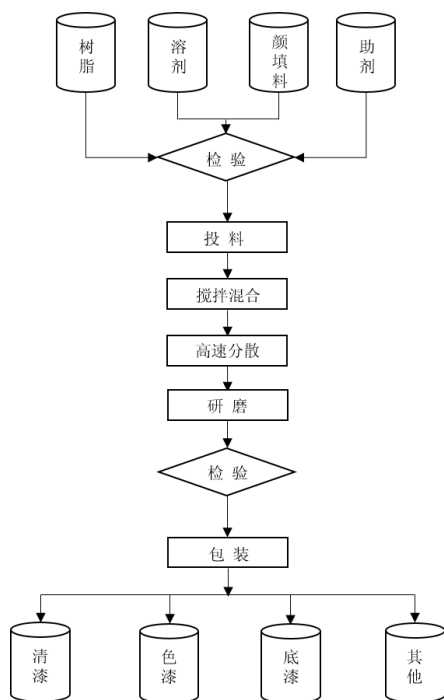 树脂
溶剂
颜填料
助剂
检 验
投 料
搅拌混合
高速分散
研 磨
检 验
包 装
清漆
色漆
底漆
其他